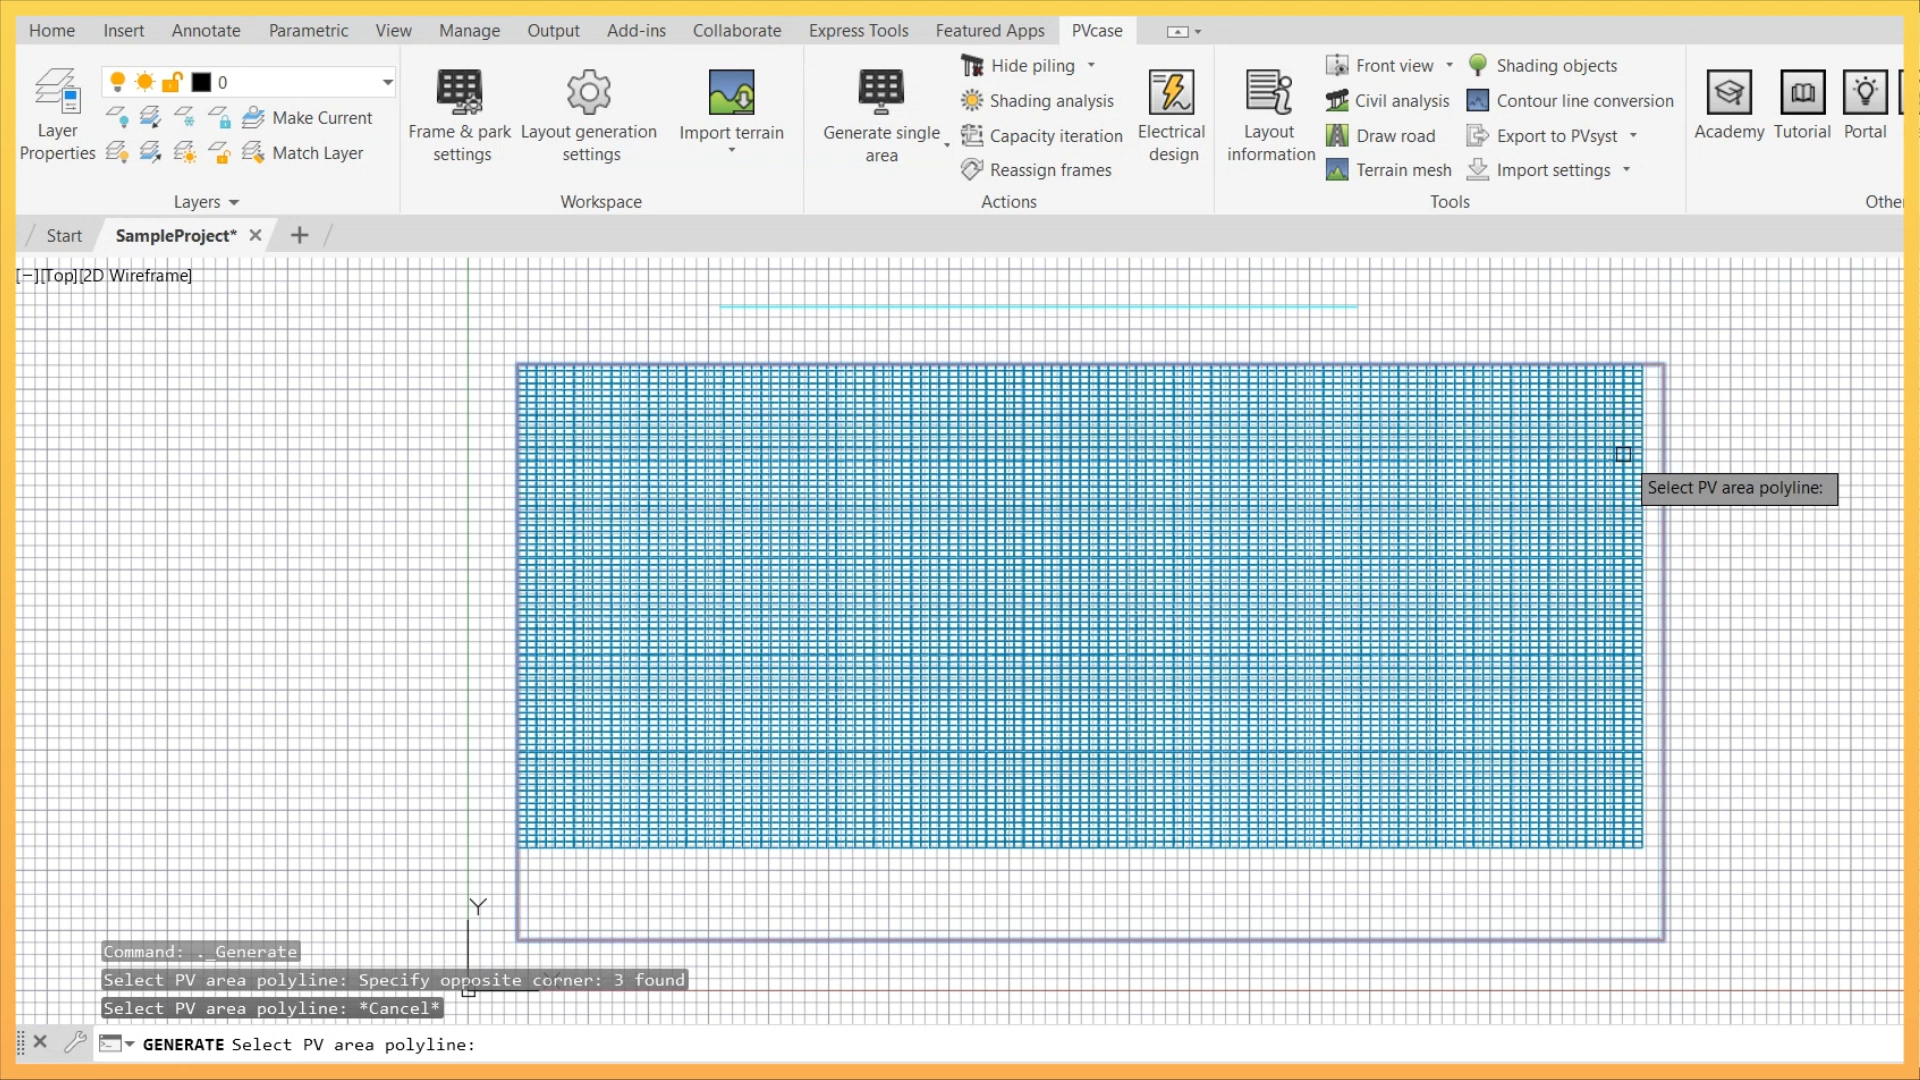 Home Insert Annotate Parametric View Manage Output Add-ins Collaborate Express Tools Featured Apps PVcase
0
Make Current
Match Layer
Layer
Properties
Layers
Frame & park
settings
Layout generation
settings
Import terrain
Workspace
Generate single
area
Hide piling
Shading analysis
Capacity iteration
Reassign frames
Electrical
design
Actions
Layout
information
Front view
Civil analysis
Draw road
Terrain mesh
Shading objects
Contour line conversion
Export to PVsyst
Import settings
Tools
Academy
Tutorial
Portal
Start SampleProject*
[−][Top][2D Wireframe]
Select PV area polyline:
Y
Command: ._Generate
Select PV area polyline: Specify opposite corner: 3 found
Select PV area polyline: *Cancel*
GENERATE Select PV area polyline: